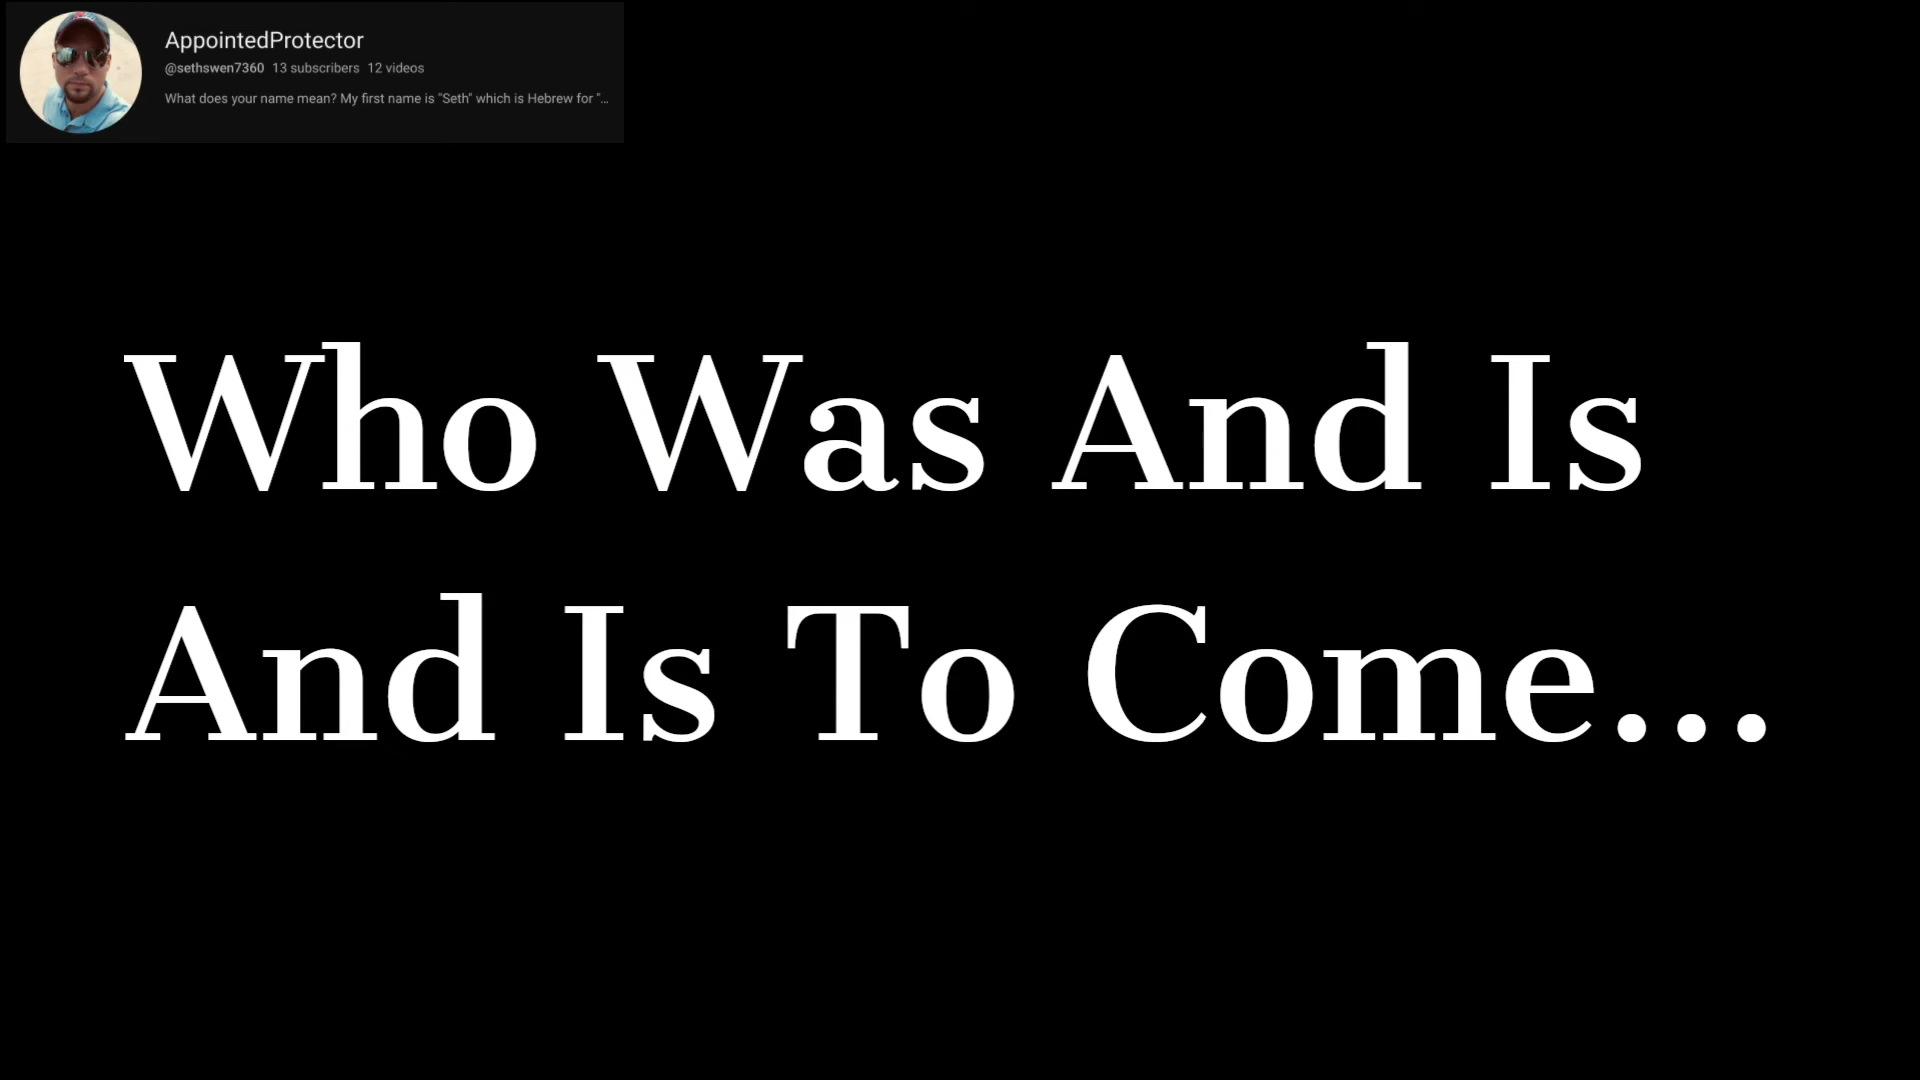 AppointedProtector
@sethswen7360 13 subscribers 12 videos
What does your name mean? My first name is "Seth" which is Hebrew for "...
Who Was And Is
And Is To Come...